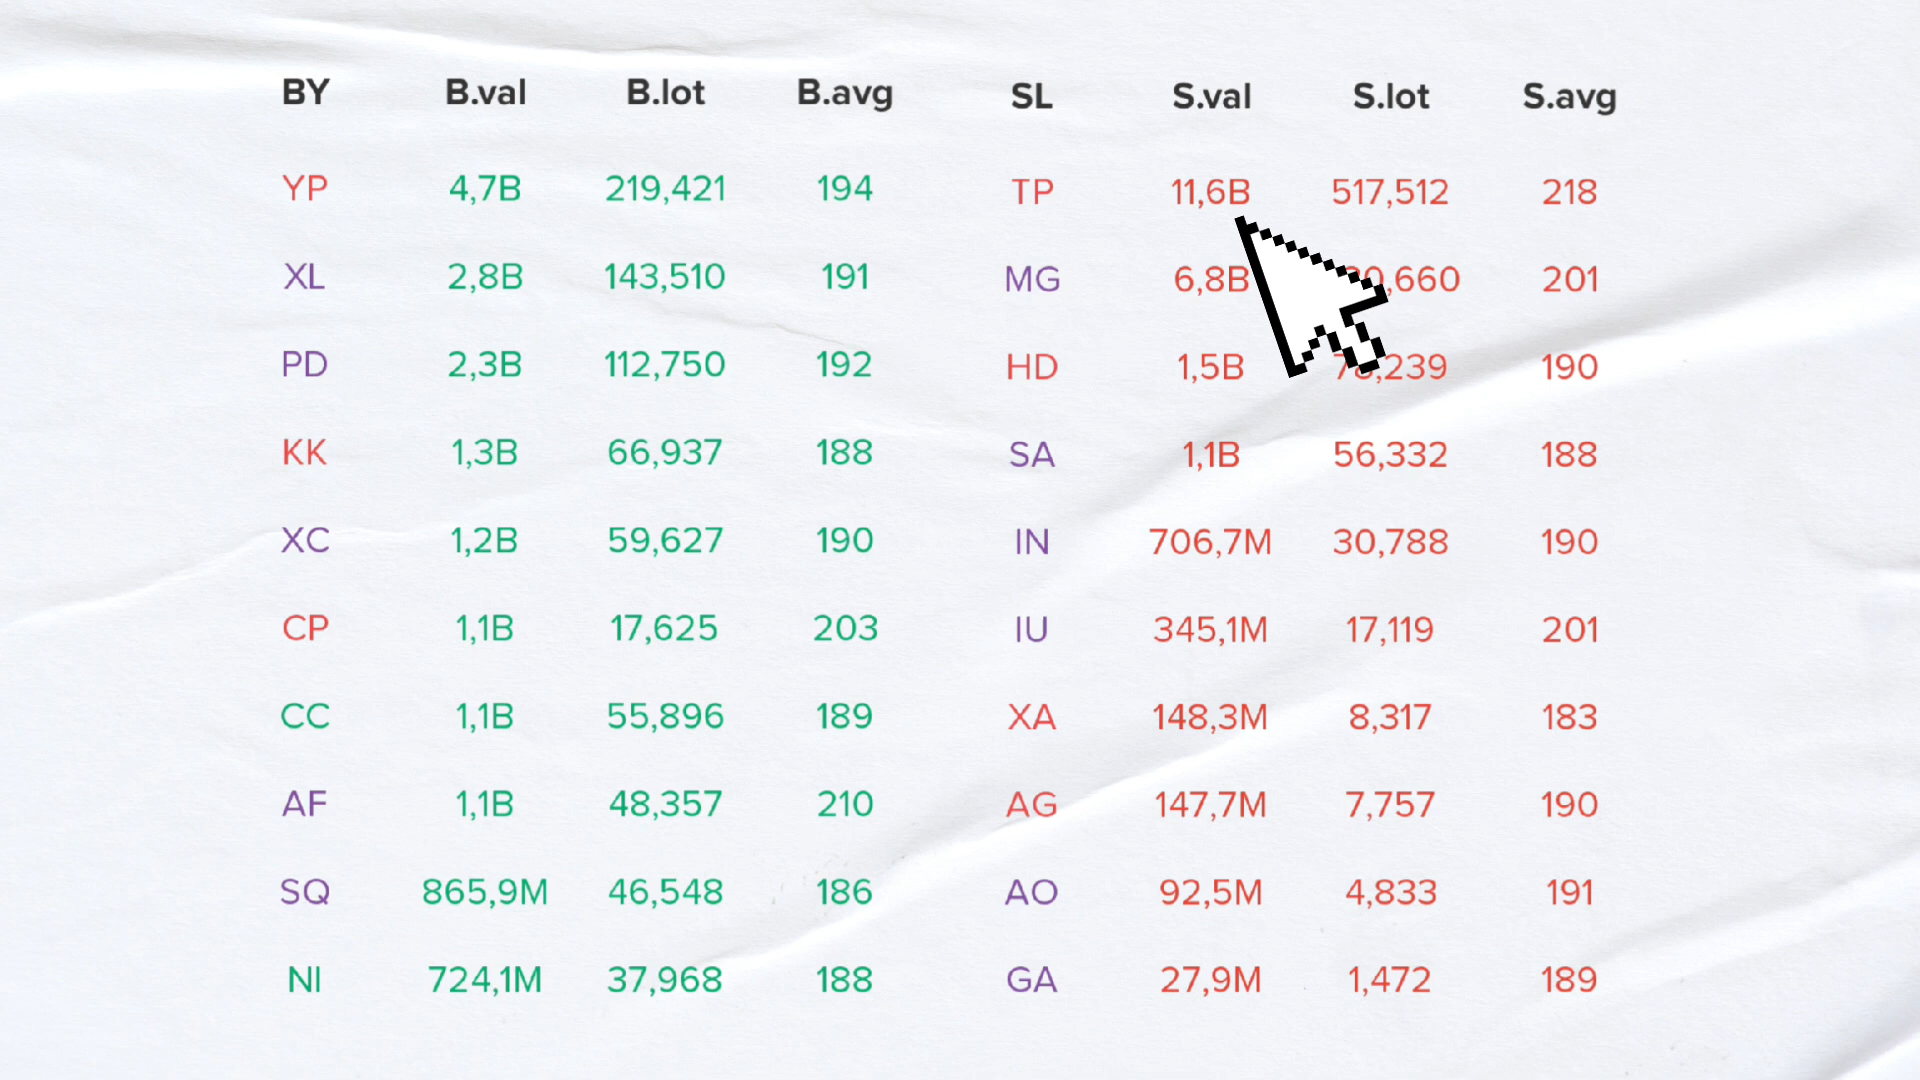 BY B.val B.lot B.avg SL S.val S.lot S.avg
YP 4,7B 219,421 194 TP 11,6B 517,512 218
XL 2,8B 143,510 191 MG 6,8B 201
PD 2,3B 112,750 192 HD 1,5B 190
KK 1,3B 66,937 188 SA 1,1B 56,332 188
XC 1,2B 59,627 190 IN 706,7M 30,788 190
CP 1,1B 17,625 203 IU 345,1M 17,119 201
CC 1,1B 55,896 189 XA 148,3M 8,317 183
AF 1,1B 48,357 210 AG 147,7M 7,757 190
SQ 865,9M 46,548 186 AO 92,5M 4,833 191
NI 724,1M 37,968 188 GA 27,9M 1,472 189